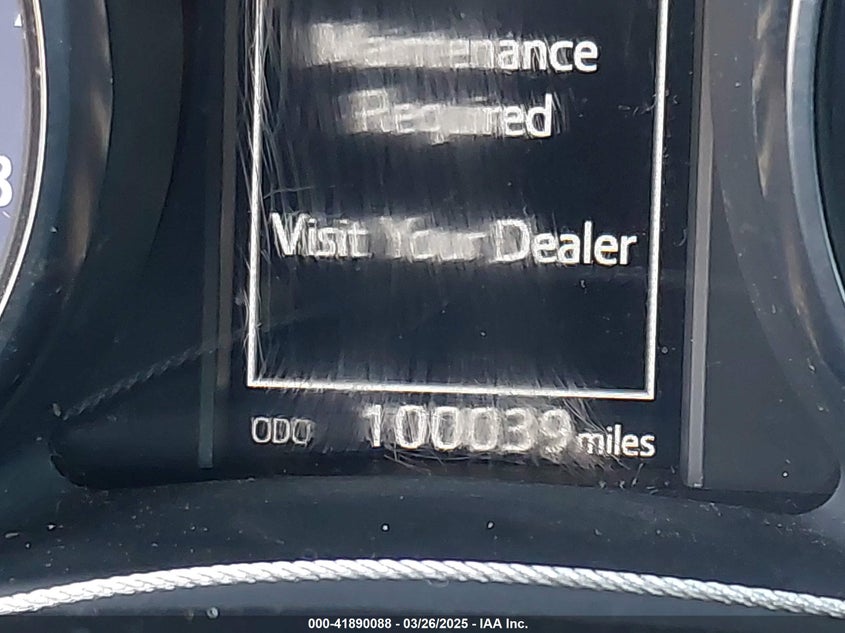 Maintenance
Required
Visit Your Dealer
ODO 100039 miles
000-41890088 - 03/26/2025 - IAA Inc.